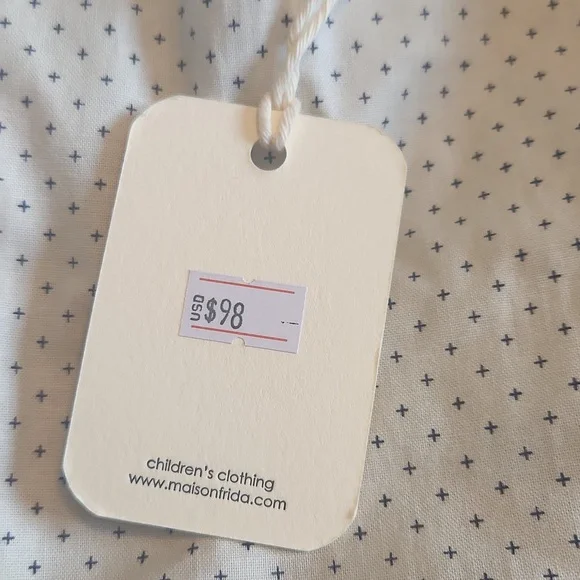 USD $98
children's clothing
www.maisonfrida.com